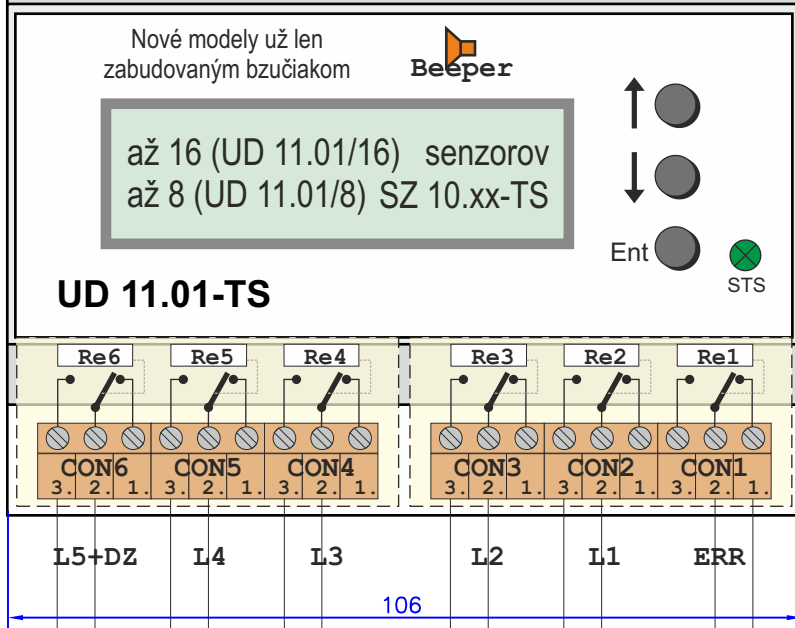 Nové modely už len
zabudovaným bzučiakom
Beeper
až 16 (UD 11.01/16) senzorov
až 8 (UD 11.01/8) SZ 10.xx-TS
Ent
STS
UD 11.01-TS
Re6 Re5 Re4 Re3 Re2 Re1
CON6 CON5 CON4 CON3 CON2 CON1
3. 2. 1. 3. 2. 1. 3. 2. 1. 3. 2. 1. 3. 2. 1. 3. 2. 1.
L5+DZ L4 L3 L2 L1 ERR
106